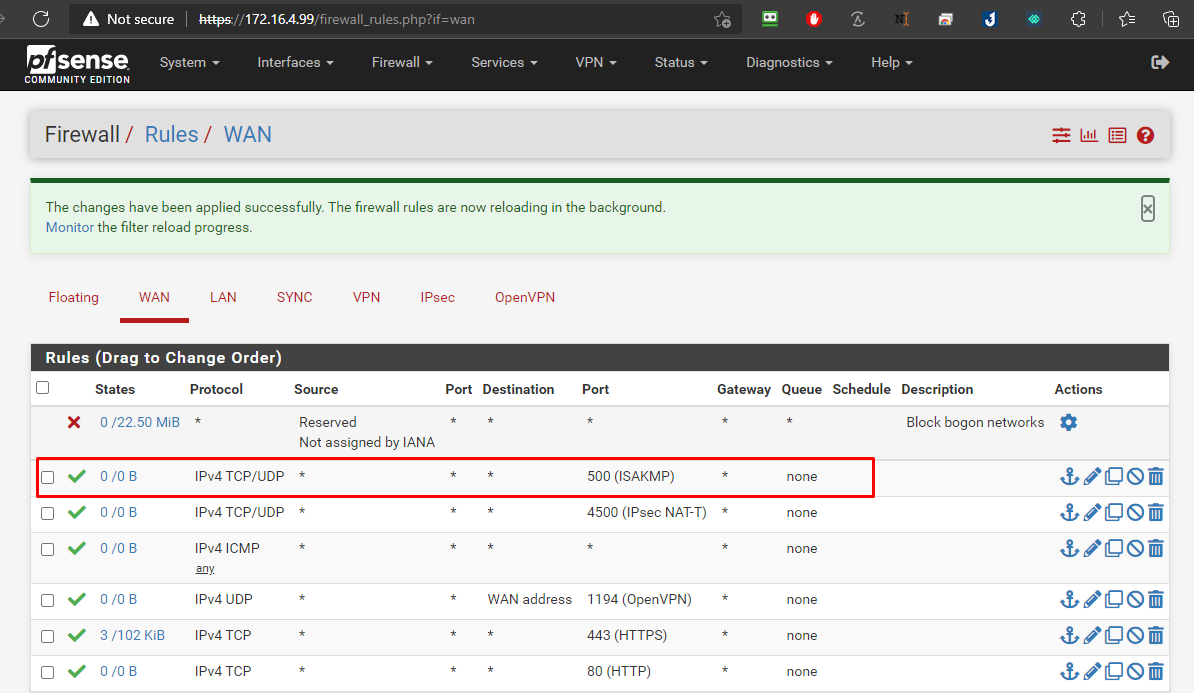 Not secure https://172.16.4.99/firewall_rules.php?if=wan
pfsense
COMMUNITY EDITION
System Interfaces Firewall Services VPN Status Diagnostics Help
Firewall / Rules / WAN
The changes have been applied successfully. The firewall rules are now reloading in the background.
Monitor the filter reload progress.
Floating WAN LAN SYNC VPN IPsec OpenVPN
Rules (Drag to Change Order)
States Protocol Source Port Destination Port Gateway Queue Schedule Description Actions
0 /22.50 MiB * Reserved * * * * * Block bogon networks
Not assigned by IANA
0 /0 B IPv4 TCP/UDP * * * 500 (ISAKMP) * none
0 /0 B IPv4 TCP/UDP * * * 4500 (IPsec NAT-T) * none
0 /0 B IPv4 ICMP * * * * * none
any
0 /0 B IPv4 UDP * * WAN address 1194 (OpenVPN) * none
3 /102 KiB IPv4 TCP * * * 443 (HTTPS) * none
0 /0 B IPv4 TCP * * * 80 (HTTP) * none